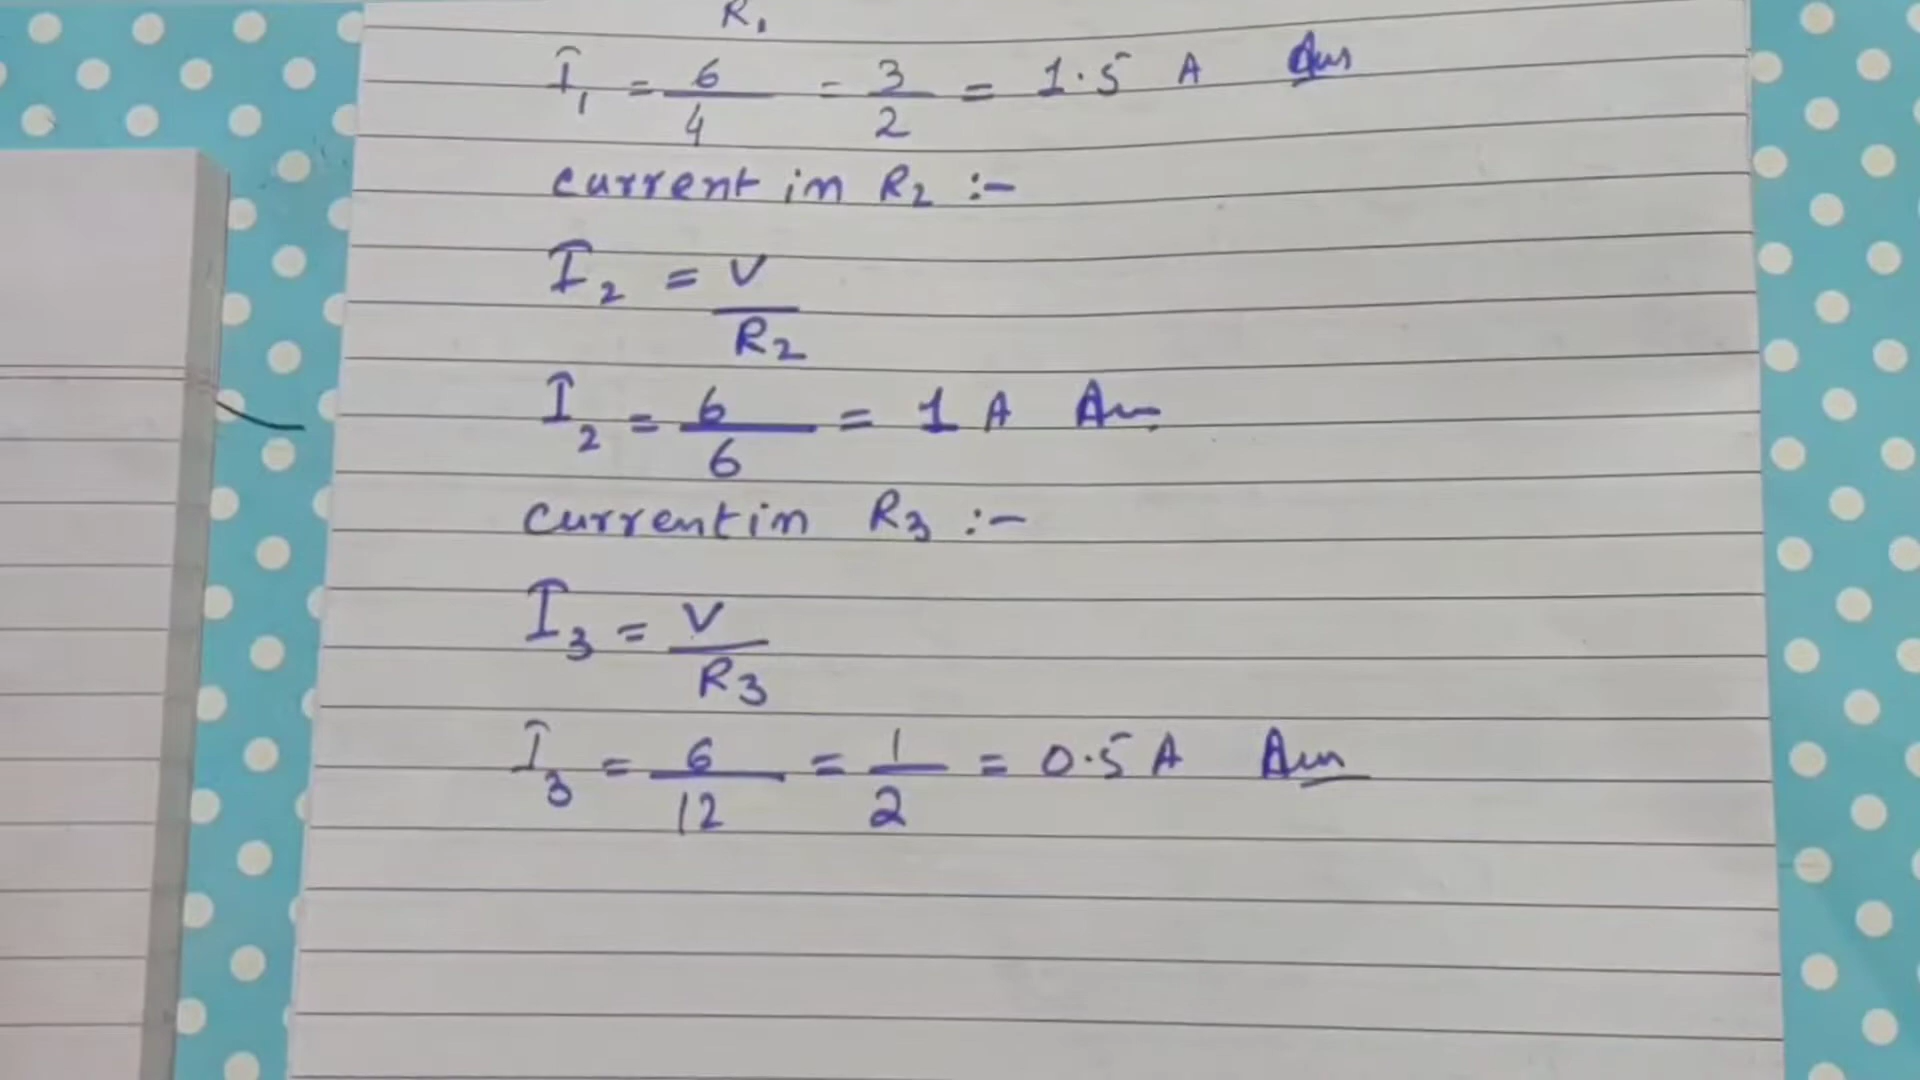 R₁
I₁ = 6/4 = 3/2 = 1.5 A Ans
current in R2 :-
I₂ = V/R2
I₂ = 6/6 = 1 A An
current in R3 :-
I₃ = V/R3
I₃ = 6/12 = 1/2 = 0.5 A Ans